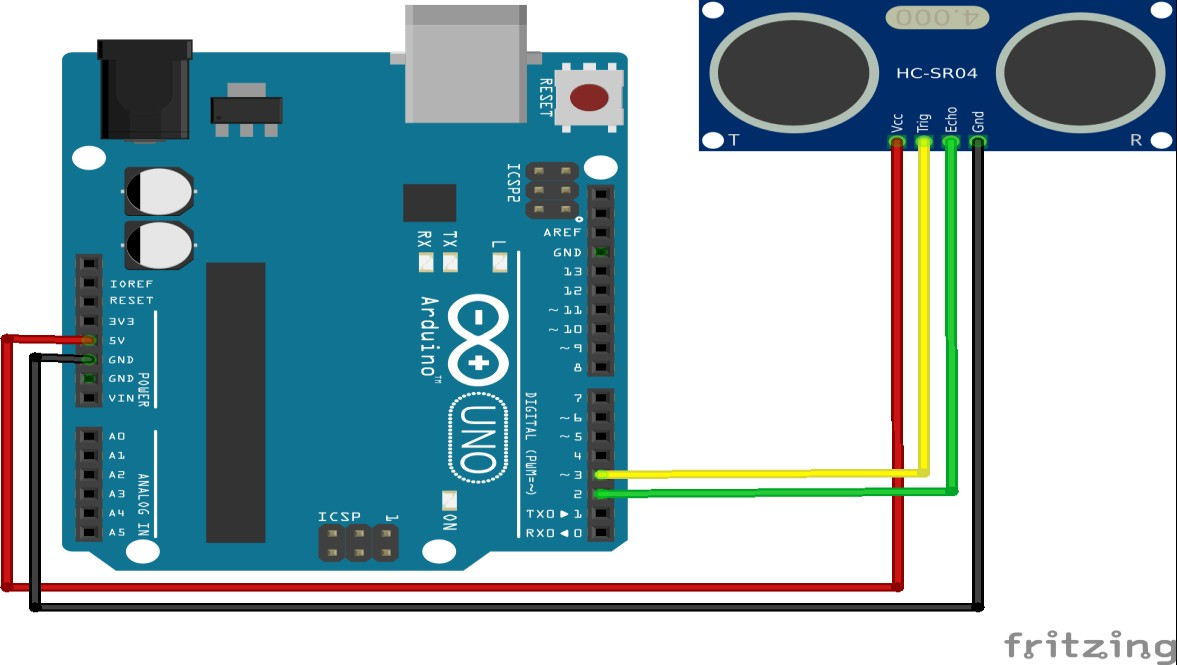 4.000
HC-SR04
Vcc
Trig
Echo
Gnd
T
R
RESET
ICSP2
AREF
GND
13
12
~11
~10
~9
8
RX
TX
L
IOREF
RESET
3V3
5V
GND
GND
VIN
POWER
Arduino™
UNO
DIGITAL (PWM=~)
7
~6
~5
4
~3
2
TX0▶1
RX0◀0
A0
A1
A2
A3
A4
A5
ANALOG IN
ICSP
1
ON
fritzing